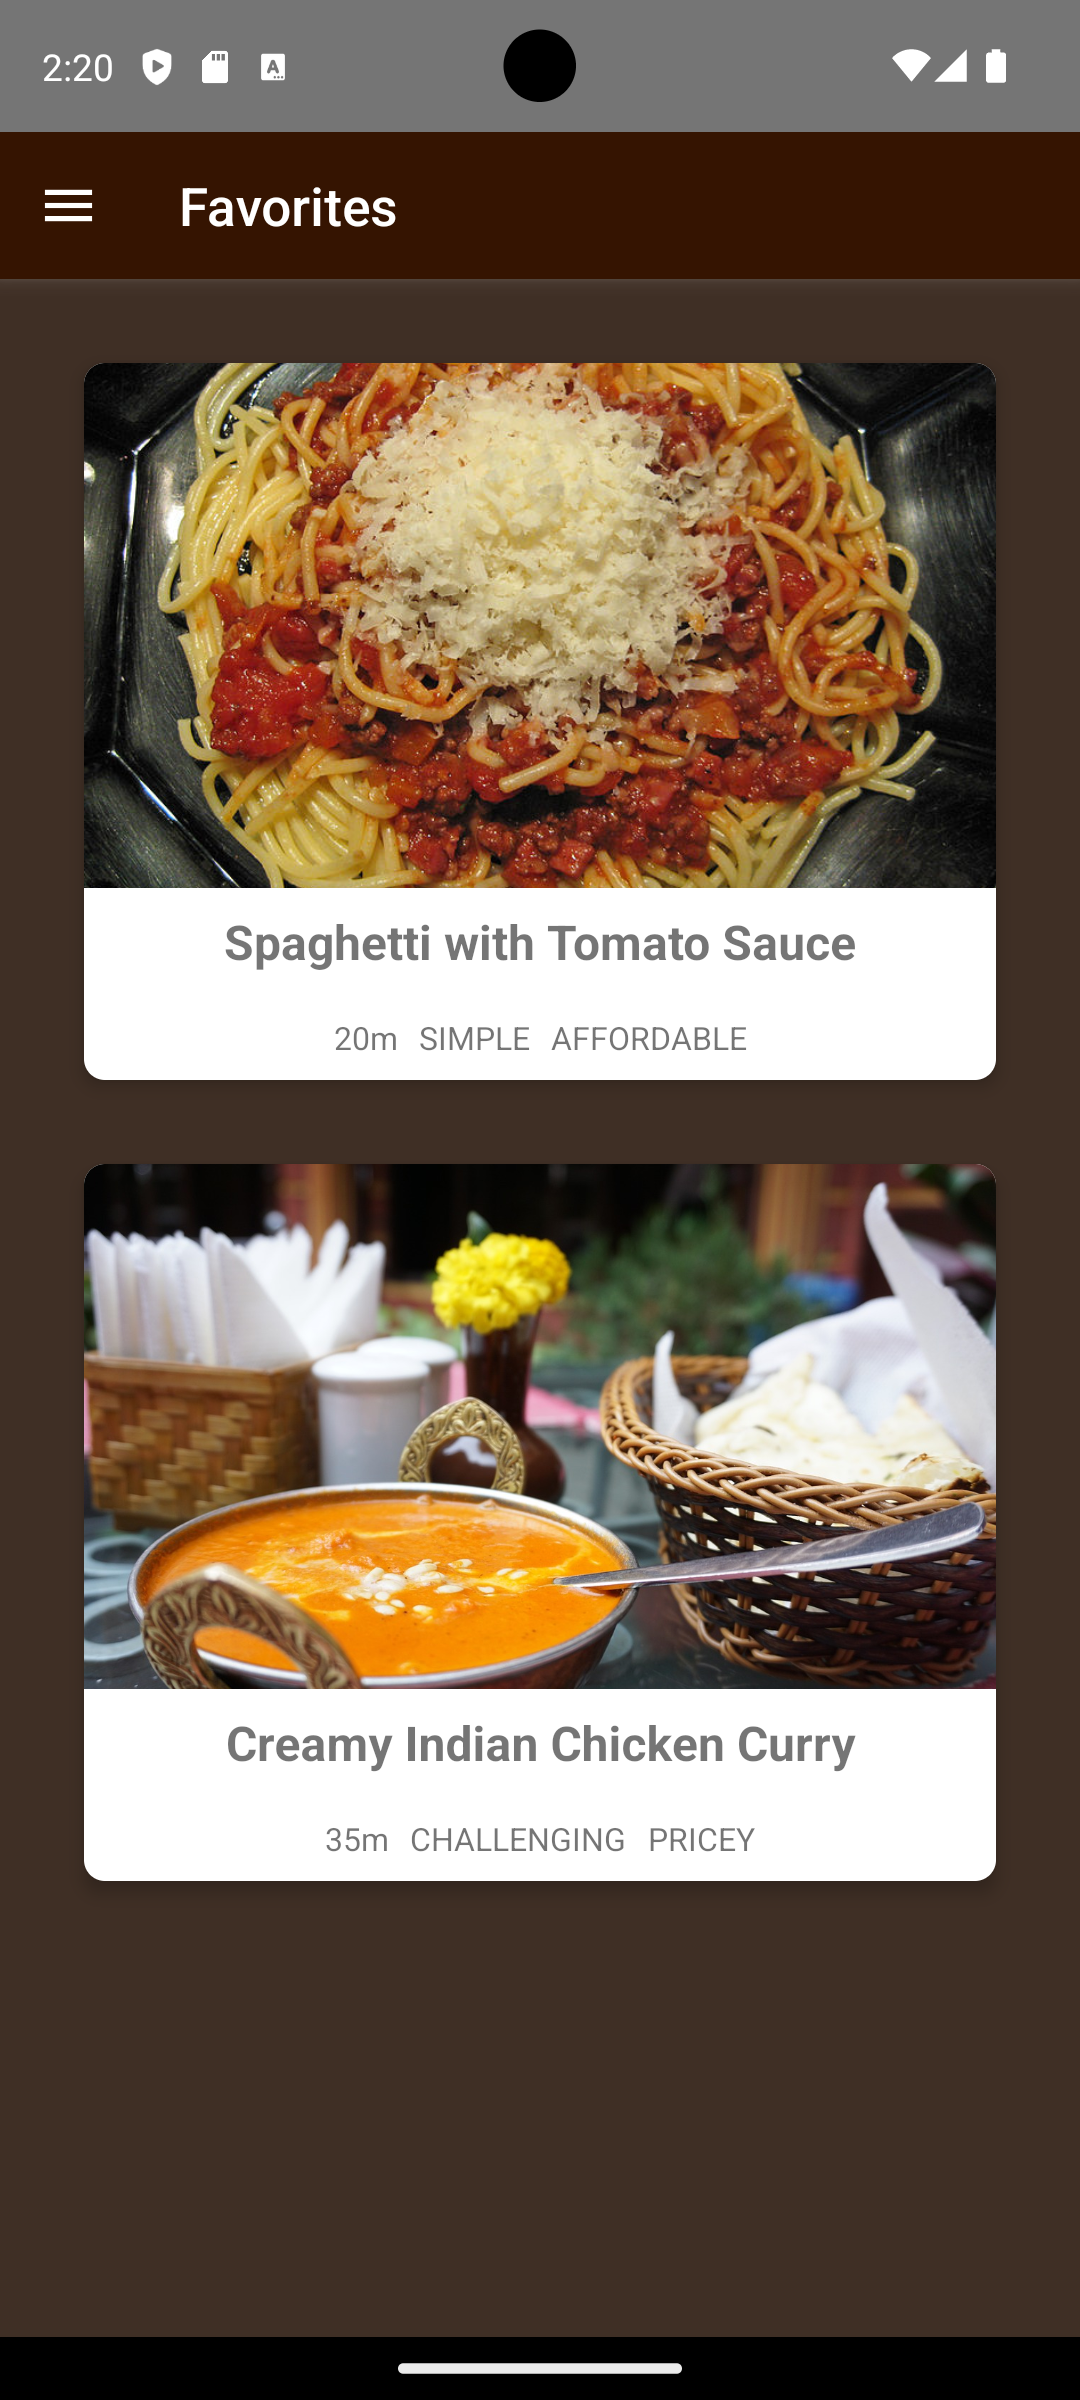 2:20
Favorites
Spaghetti with Tomato Sauce
20m SIMPLE AFFORDABLE
Creamy Indian Chicken Curry
35m CHALLENGING PRICEY